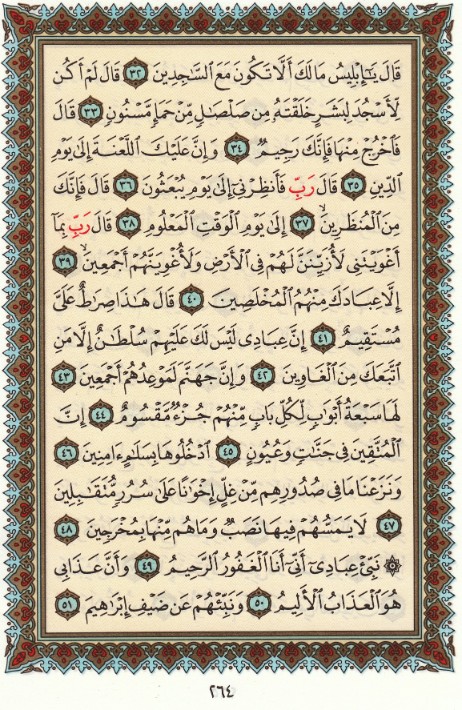 قَالَ يَـٰٓإِبۡلِيسُ مَا لَكَ أَلَّا تَكُونَ مَعَ ٱلسَّـٰجِدِينَ ٣٢ قَالَ لَمۡ أَكُن
لِّأَسۡجُدَ لِبَشَرٍ خَلَقۡتَهُۥ مِن صَلۡصَـٰلٖ مِّنۡ حَمَإٖ مَّسۡنُونٖ ٣٣ قَالَ
فَٱخۡرُجۡ مِنۡهَا فَإِنَّكَ رَجِيمٞ ٣٤ وَإِنَّ عَلَيۡكَ ٱللَّعۡنَةَ إِلَىٰ يَوۡمِ
ٱلدِّينِ ٣٥ قَالَ رَبِّ فَأَنظِرۡنِيٓ إِلَىٰ يَوۡمِ يُبۡعَثُونَ ٣٦ قَالَ فَإِنَّكَ
مِنَ ٱلۡمُنظَرِينَ ٣٧ إِلَىٰ يَوۡمِ ٱلۡوَقۡتِ ٱلۡمَعۡلُومِ ٣٨ قَالَ رَبِّ بِمَآ
أَغۡوَيۡتَنِي لَأُزَيِّنَنَّ لَهُمۡ فِي ٱلۡأَرۡضِ وَلَأُغۡوِيَنَّهُمۡ أَجۡمَعِينَ ٣٩
إِلَّا عِبَادَكَ مِنۡهُمُ ٱلۡمُخۡلَصِينَ ٤٠ قَالَ هَـٰذَا صِرَٰطٌ عَلَيَّ
مُسۡتَقِيمٌ ٤١ إِنَّ عِبَادِي لَيۡسَ لَكَ عَلَيۡهِمۡ سُلۡطَـٰنٌ إِلَّا مَنِ
ٱتَّبَعَكَ مِنَ ٱلۡغَاوِينَ ٤٢ وَإِنَّ جَهَنَّمَ لَمَوۡعِدُهُمۡ أَجۡمَعِينَ ٤٣
لَهَا سَبۡعَةُ أَبۡوَٰبٖ لِّكُلِّ بَابٖ مِّنۡهُمۡ جُزۡءٞ مَّقۡسُومٌ ٤٤ إِنَّ
ٱلۡمُتَّقِينَ فِي جَنَّـٰتٖ وَعُيُونٍ ٤٥ ٱدۡخُلُوهَا بِسَلَـٰمٍ ءَامِنِينَ ٤٦
وَنَزَعۡنَا مَا فِي صُدُورِهِم مِّنۡ غِلٍّ إِخۡوَٰنًا عَلَىٰ سُرُرٖ مُّتَقَـٰبِلِينَ
٤٧ لَا يَمَسُّهُمۡ فِيهَا نَصَبٞ وَمَا هُم مِّنۡهَا بِمُخۡرَجِينَ ٤٨
۞ نَبِّئۡ عِبَادِيٓ أَنِّيٓ أَنَا ٱلۡغَفُورُ ٱلرَّحِيمُ ٤٩ وَأَنَّ عَذَابِي
هُوَ ٱلۡعَذَابُ ٱلۡأَلِيمُ ٥٠ وَنَبِّئۡهُمۡ عَن ضَيۡفِ إِبۡرَٰهِيمَ ٥١
٢٦٤